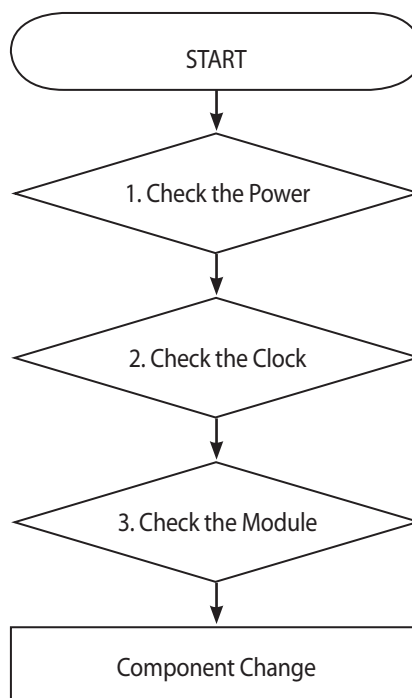 START
1. Check the Power
2. Check the Clock
3. Check the Module
Component Change